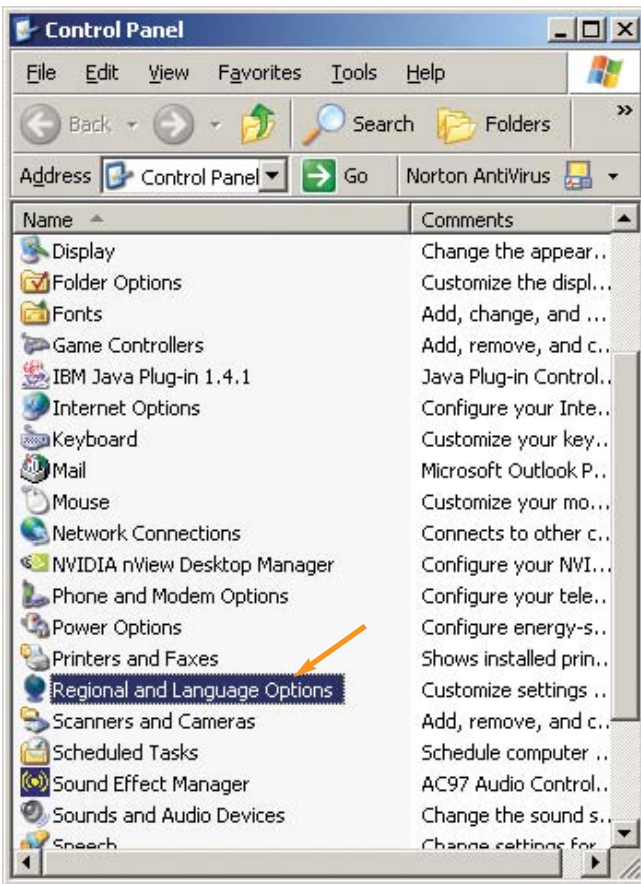 Control Panel
File Edit View Favorites Tools Help
Back Search Folders »
Address Control Panel Go Norton AntiVirus
Name Comments
Display Change the appear...
Folder Options Customize the displ...
Fonts Add, change, and ...
Game Controllers Add, remove, and c...
IBM Java Plug-in 1.4.1 Java Plug-in Control...
Internet Options Configure your Inte...
Keyboard Customize your key...
Mail Microsoft Outlook P...
Mouse Customize your mo...
Network Connections Connects to other c...
NVIDIA nView Desktop Manager Configure your NVI...
Phone and Modem Options Configure your tele...
Power Options Configure energy-s...
Printers and Faxes Shows installed prin...
Regional and Language Options Customize settings ...
Scanners and Cameras Add, remove, and c...
Scheduled Tasks Schedule computer ...
Sound Effect Manager AC97 Audio Control...
Sounds and Audio Devices Change the sound s...
Speech Change settings for